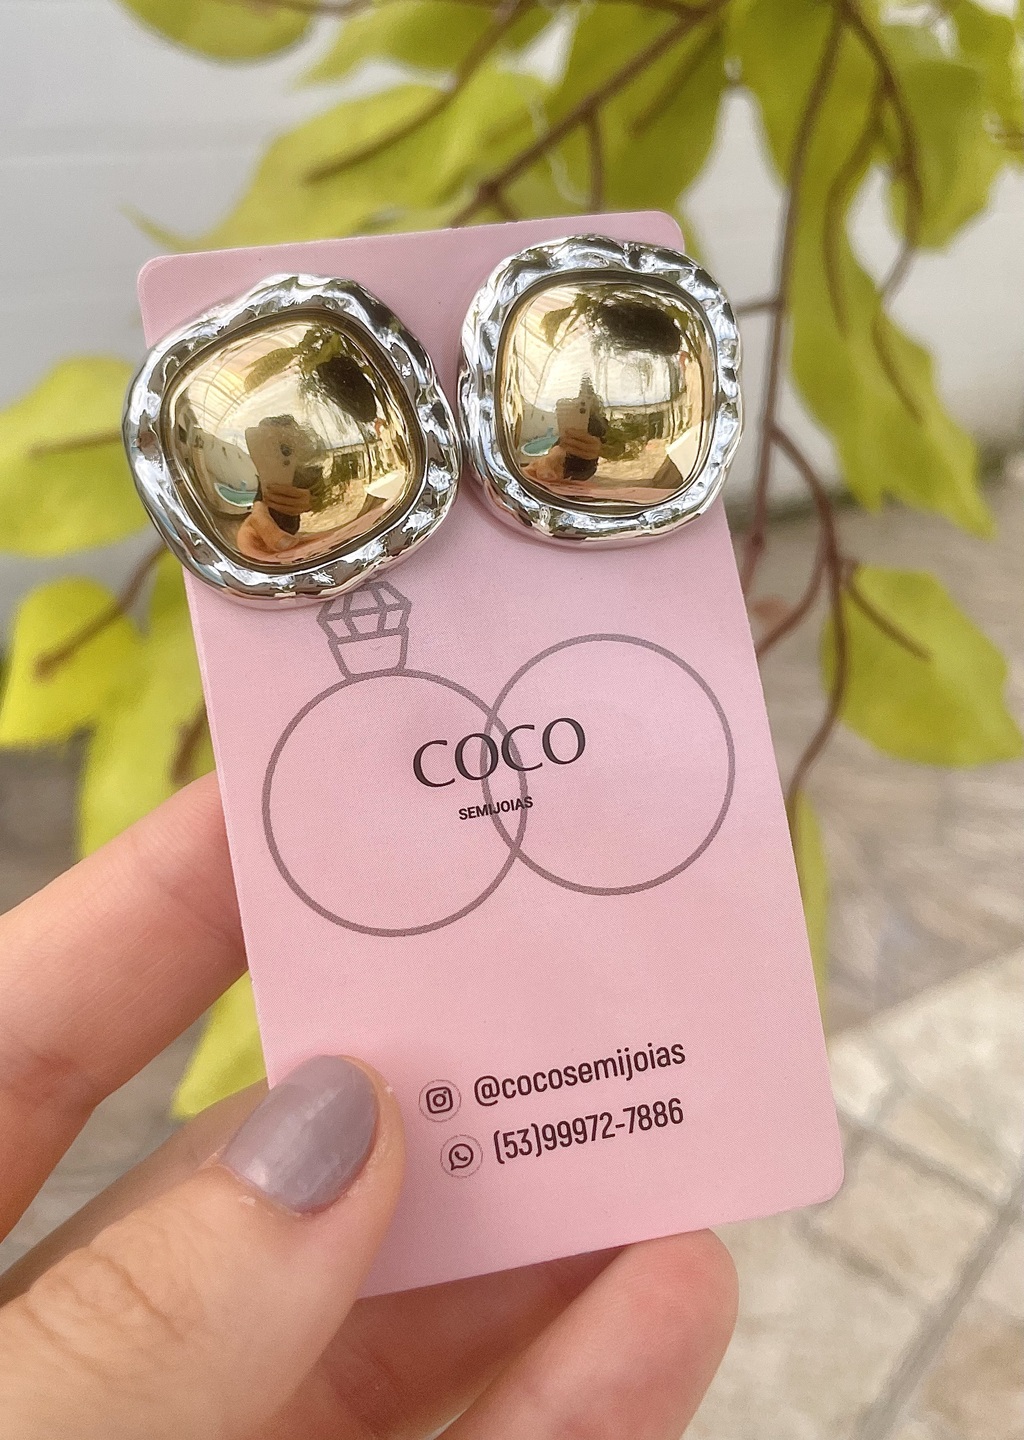 COCO
SEMIJOIAS
@cocosemijoias
(53)99972-7886